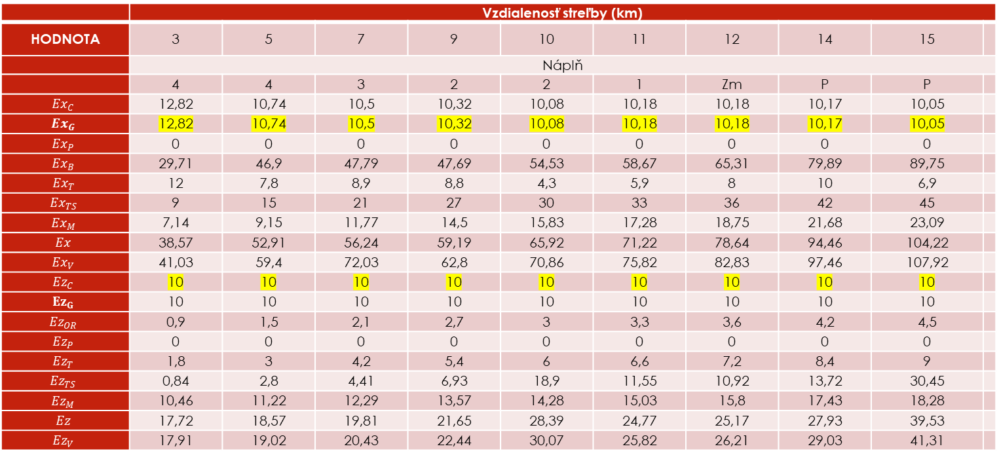 Vzdialenosť streľby (km)
HODNOTA 3 5 7 9 10 11 12 14 15
Náplň
4 4 3 2 2 1 Zm P P
Ex_C 12,82 10,74 10,5 10,32 10,08 10,18 10,18 10,17 10,05
Ex_G 12,82 10,74 10,5 10,32 10,08 10,18 10,18 10,17 10,05
Ex_P 0 0 0 0 0 0 0 0 0
Ex_B 29,71 46,9 47,79 47,69 54,53 58,67 65,31 79,89 89,75
Ex_T 12 7,8 8,9 8,8 4,3 5,9 8 10 6,9
Ex_TS 9 15 21 27 30 33 36 42 45
Ex_M 7,14 9,15 11,77 14,5 15,83 17,28 18,75 21,68 23,09
Ex 38,57 52,91 56,24 59,19 65,92 71,22 78,64 94,46 104,22
Ex_V 41,03 59,4 72,03 62,8 70,86 75,82 82,83 97,46 107,92
Ez_C 10 10 10 10 10 10 10 10 10
Ez_G 10 10 10 10 10 10 10 10 10
Ez_OR 0,9 1,5 2,1 2,7 3 3,3 3,6 4,2 4,5
Ez_P 0 0 0 0 0 0 0 0 0
Ez_T 1,8 3 4,2 5,4 6 6,6 7,2 8,4 9
Ez_TS 0,84 2,8 4,41 6,93 18,9 11,55 10,92 13,72 30,45
Ez_M 10,46 11,22 12,29 13,57 14,28 15,03 15,8 17,43 18,28
Ez 17,72 18,57 19,81 21,65 28,39 24,77 25,17 27,93 39,53
Ez_V 17,91 19,02 20,43 22,44 30,07 25,82 26,21 29,03 41,31